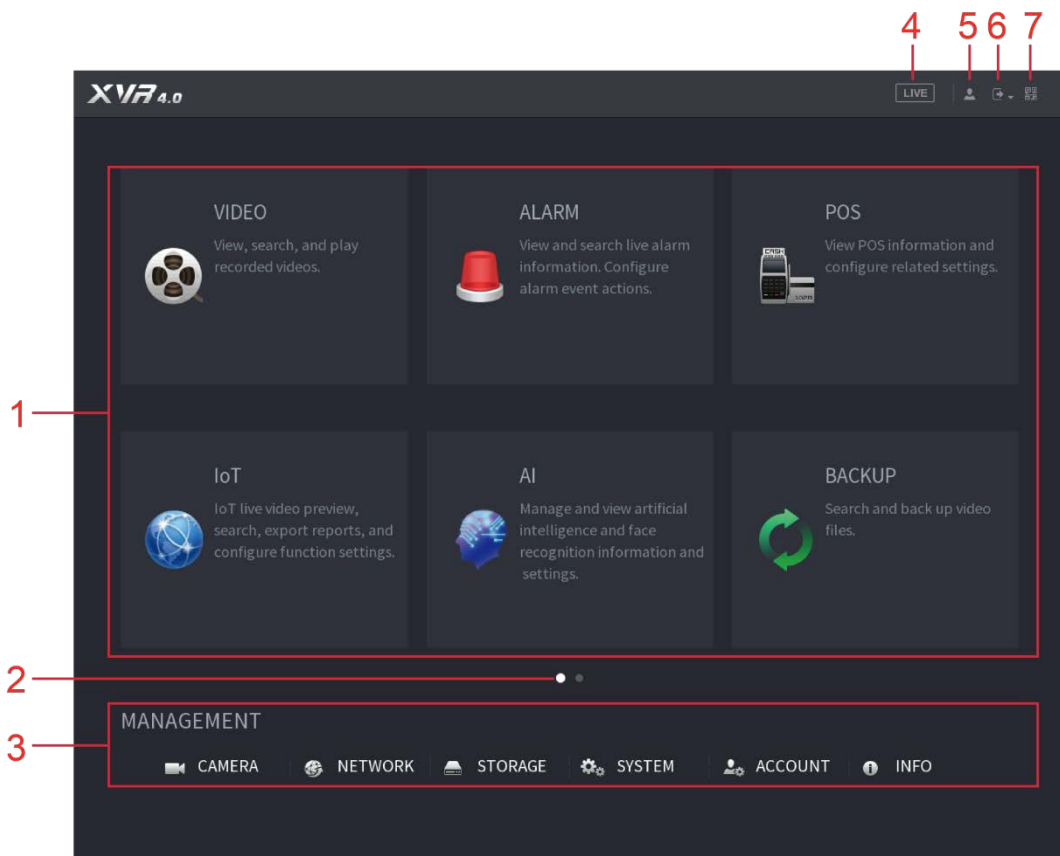 4 5 6 7
XVR 4.0
LIVE
VIDEO
View, search, and play
recorded videos.
ALARM
View and search live alarm
information. Configure
alarm event actions.
POS
View POS information and
configure related settings.
CASH
1
IoT
IoT live video preview,
search, export reports, and
configure function settings.
AI
Manage and view artificial
intelligence and face
recognition information and
settings.
BACKUP
Search and back up video
files.
2
3
MANAGEMENT
CAMERA NETWORK STORAGE SYSTEM ACCOUNT INFO